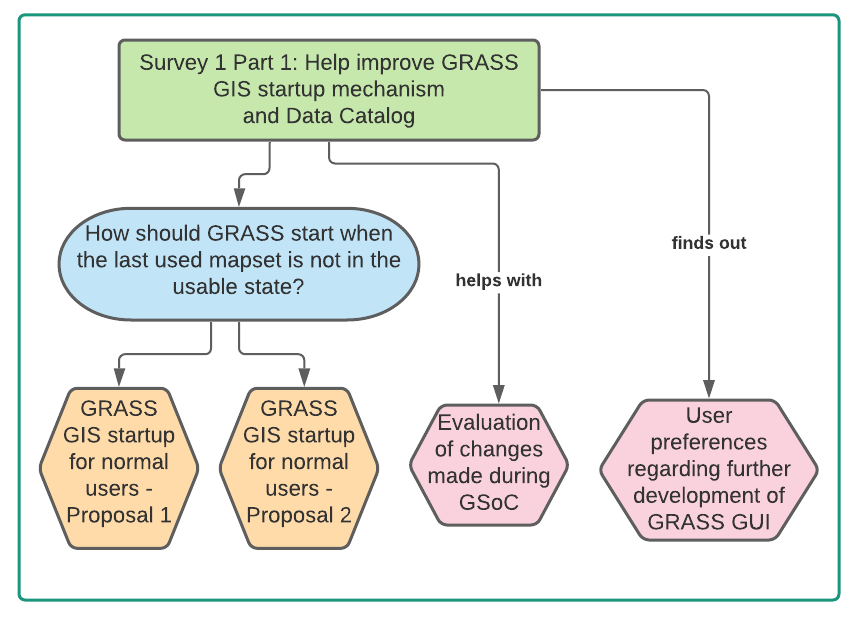 Survey 1 Part 1: Help improve GRASS
GIS startup mechanism
and Data Catalog
How should GRASS start when
the last used mapset is not in the
usable state?
helps with
finds out
GRASS
GIS startup
for normal
users -
Proposal 1
GRASS
GIS startup
for normal
users -
Proposal 2
Evaluation
of changes
made during
GSoC
User
preferences
regarding further
development of
GRASS GUI